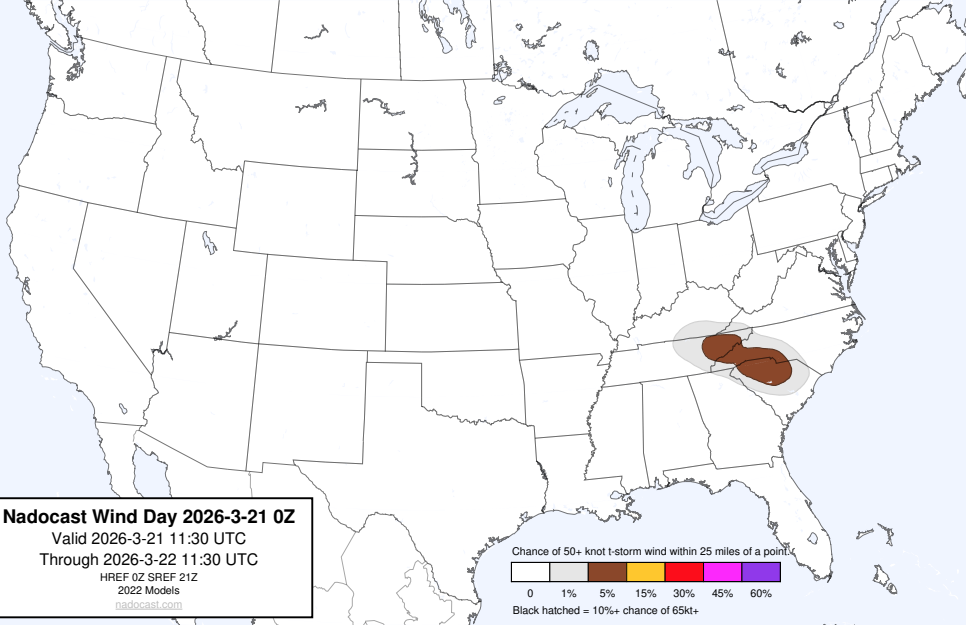 Nadocast Wind Day 2026-3-21 0Z
Valid 2026-3-21 11:30 UTC
Through 2026-3-22 11:30 UTC
HREF 0Z SREF 21Z
2022 Models
nadocast.com
Chance of 50+ knot t-storm wind within 25 miles of a point.
0 1% 5% 15% 30% 45% 60%
Black hatched = 10%+ chance of 65kt+